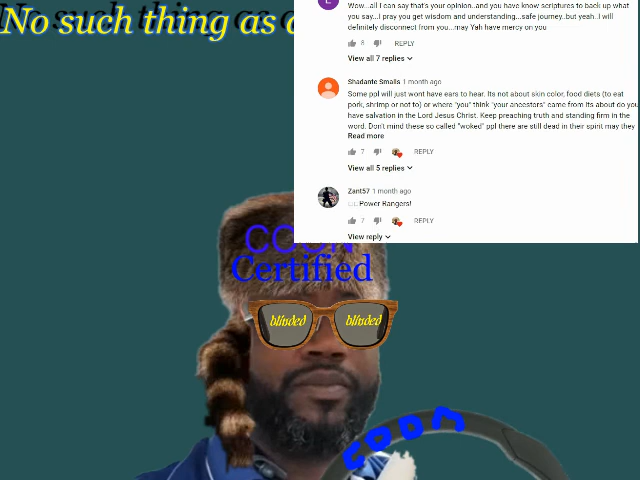 No such thing as c
Wow...all I can say that's your opinion..and you have know scriptures to back up what
you say...I pray you get wisdom and understanding...safe journey..but yeah..I will
definitely disconnect from you...may Yah have mercy on you
8 REPLY
View all 7 replies
Shadante Smalls 1 month ago
Some ppl will just wont have ears to hear. Its not about skin color, food diets (to eat
pork, shrimp or not to) or where "you" think "your ancestors" came from its about do you
have salvation in the Lord Jesus Christ. Keep preaching truth and standing firm in the
word. Don't mind these so called "woked" ppl there are still dead in their spirit may they
Read more
7 REPLY
View all 5 replies
Zant57 1 month ago
Power Rangers!
7 REPLY
View reply
COON
Certified
blinded blinded
COON